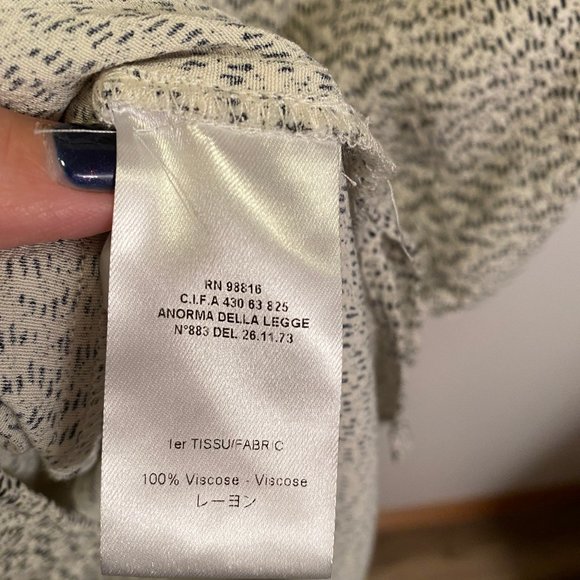 RN 98816
C.I.F.A 430 63 825
ANORMA DELLA LEGGE
N°883 DEL 26.11.73
1er TISSU/FABRIC
100% Viscose - Viscose
レーヨン